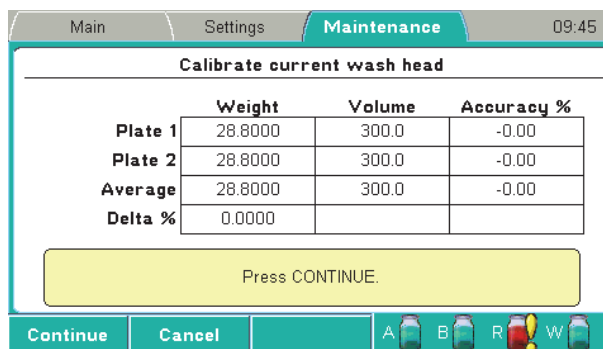 Main Settings Maintenance 09:45
Calibrate current wash head
Weight Volume Accuracy %
Plate 1 28.8000 300.0 -0.00
Plate 2 28.8000 300.0 -0.00
Average 28.8000 300.0 -0.00
Delta % 0.0000
Press CONTINUE.
Continue Cancel A B R W